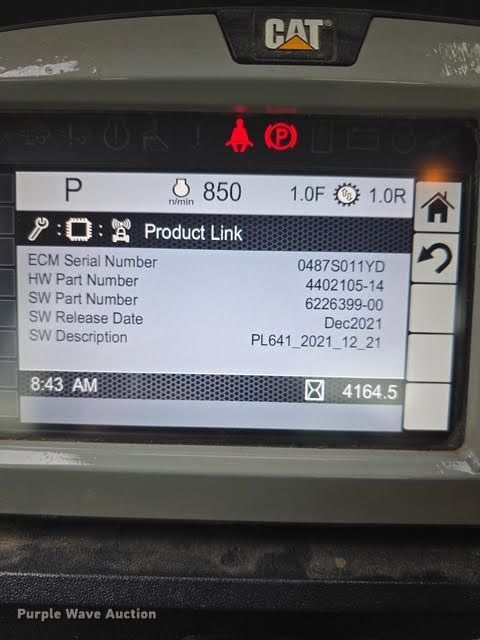 CAT®
P n/min 850 1.0F 1.0R
Product Link
ECM Serial Number 0487S011YD
HW Part Number 4402105-14
SW Part Number 6226399-00
SW Release Date Dec2021
SW Description PL641_2021_12_21
8:43 AM 4164.5
Purple Wave Auction